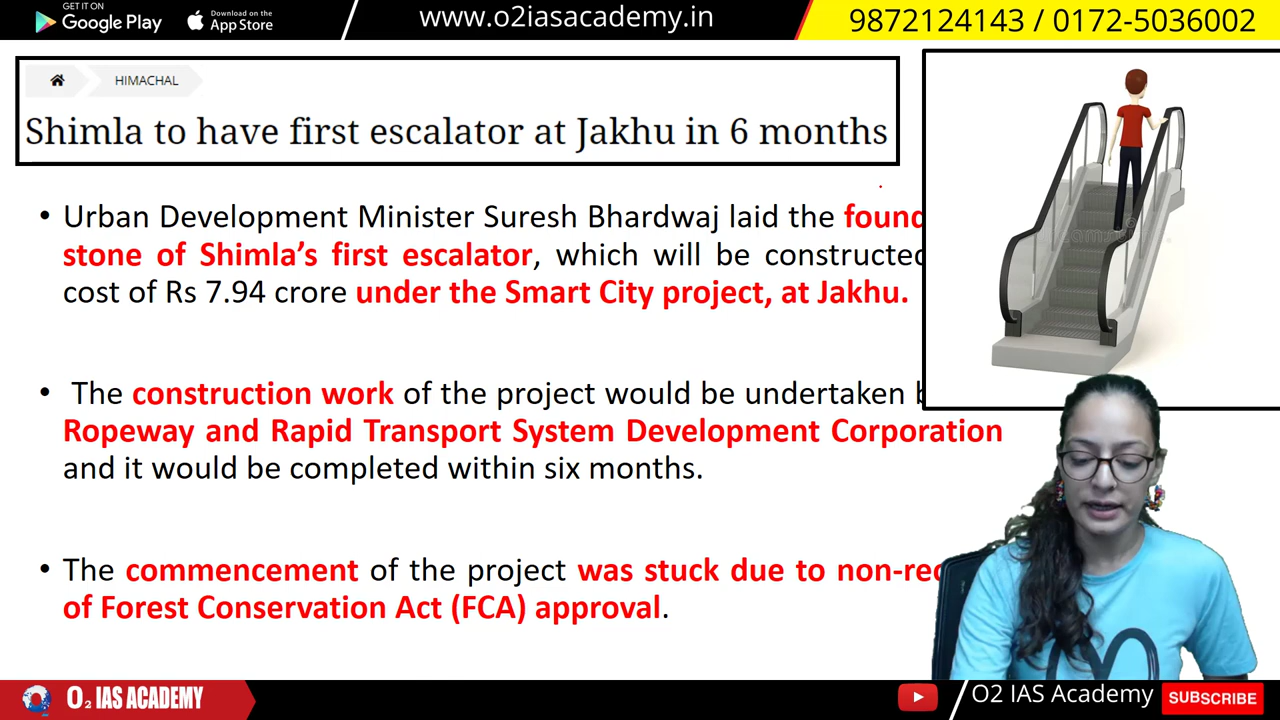 GET IT ON
Google Play
Download on the
App Store
www.o2iasacademy.in
9872124143 / 0172-5036002
HIMACHAL
Shimla to have first escalator at Jakhu in 6 months
• Urban Development Minister Suresh Bhardwaj laid the
stone of Shimla’s first escalator, which will be
cost of Rs 7.94 crore under the Smart City project, at Jakhu.
• The construction work of the project would be undertaken
Ropeway and Rapid Transport System Development Corporation
and it would be completed within six months.
• The commencement of the project was stuck due to
of Forest Conservation Act (FCA) approval.
O2 IAS ACADEMY
O2 IAS Academy
SUBSCRIBE